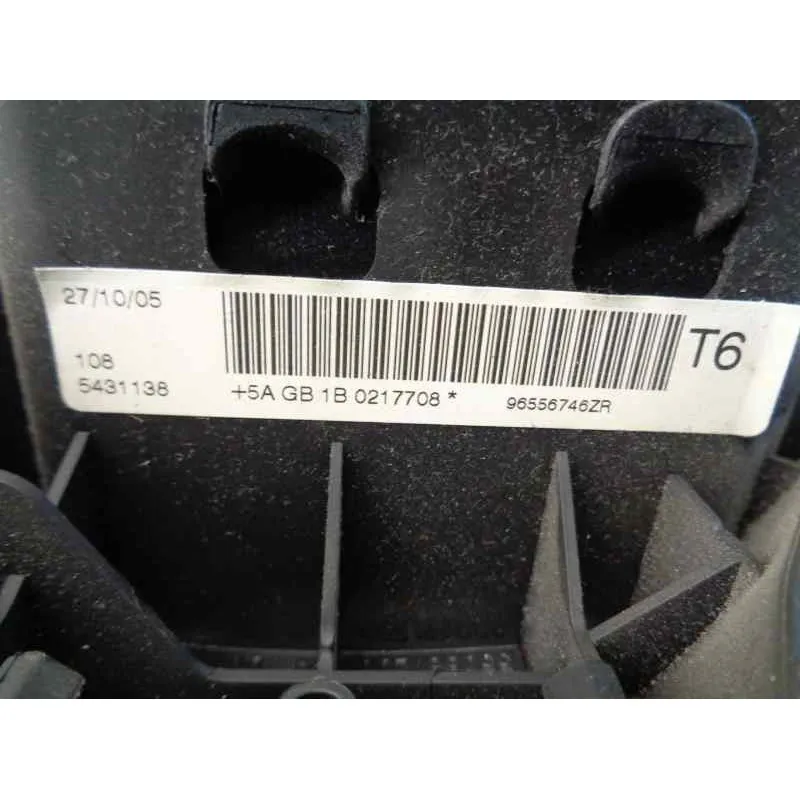 27/10/05
T6
108
5431138
+5A GB 1B 0217708 *
96556746ZR